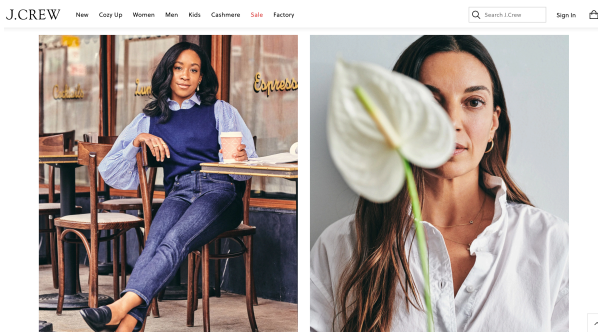 J.CREW
New Cozy Up Women Men Kids Cashmere Sale Factory
Search J.Crew
Sign In
Espresso